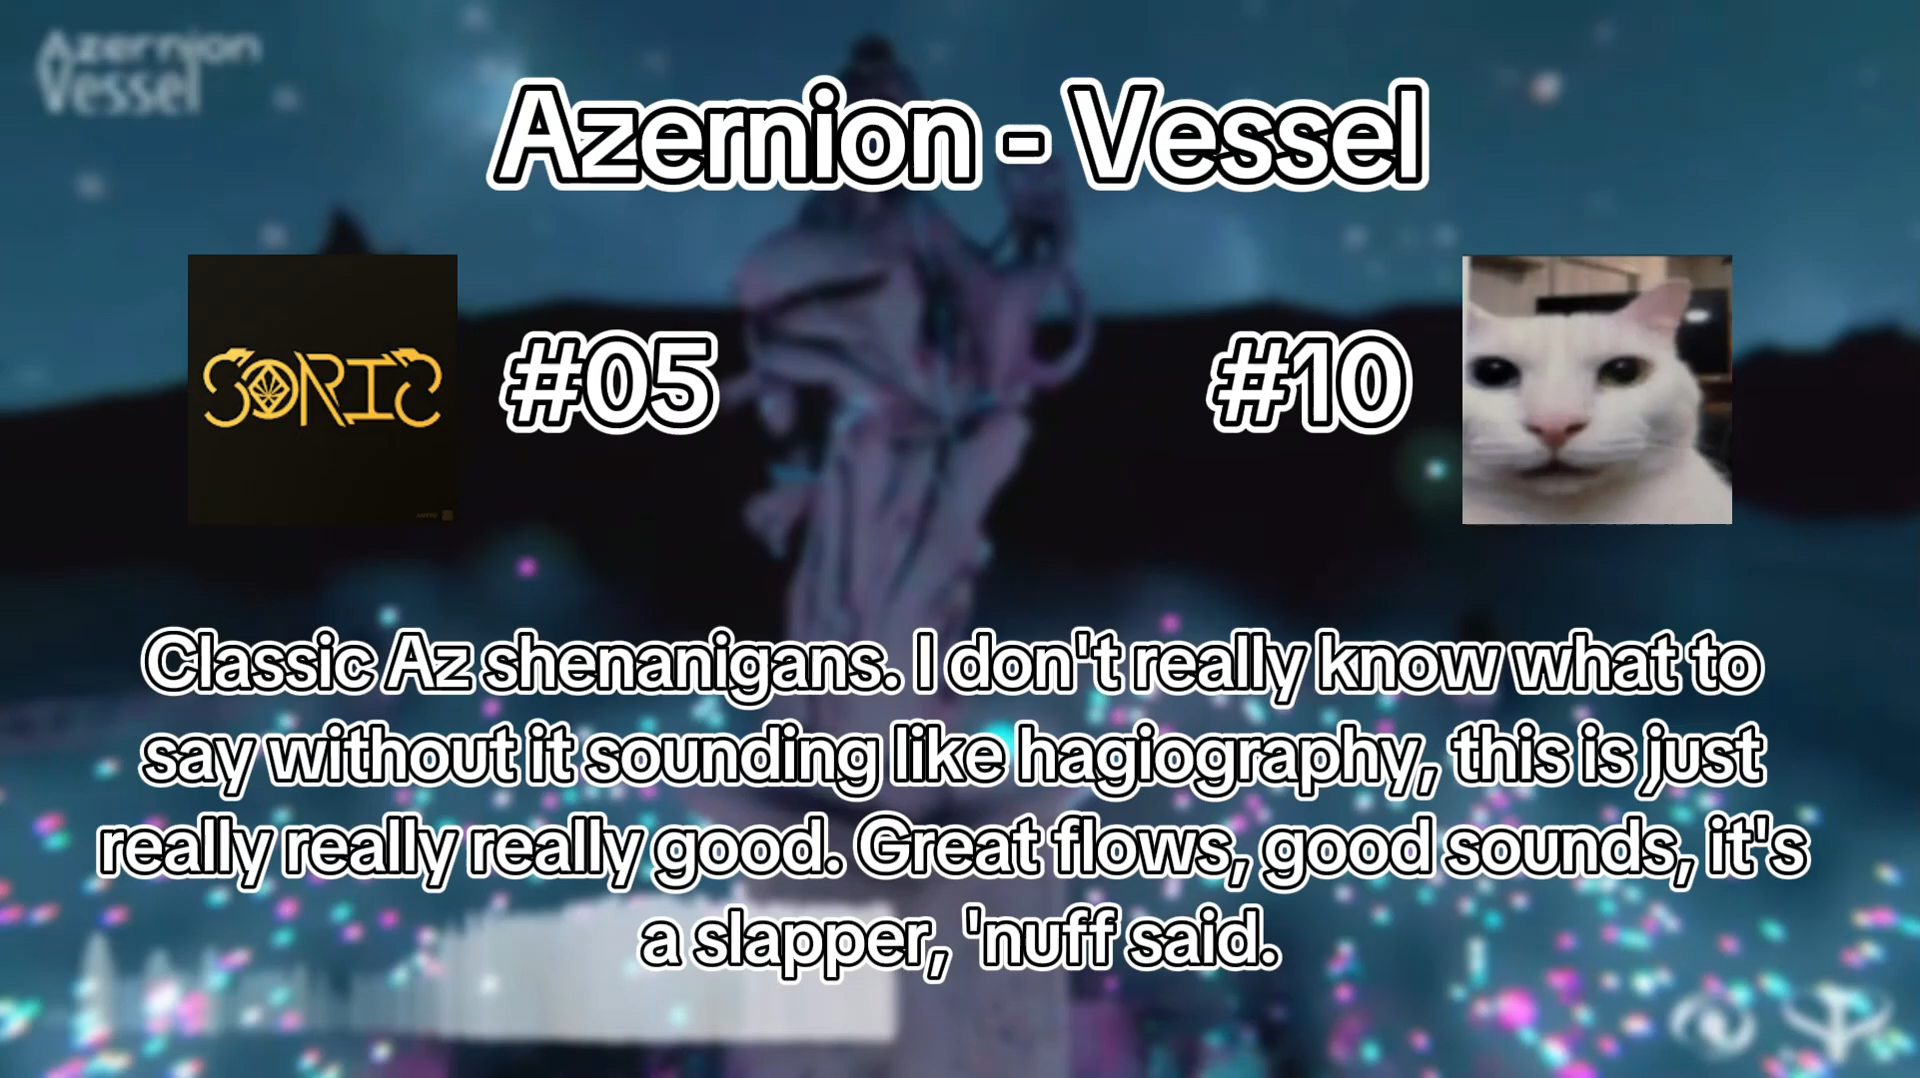 Azernion
Vessel
Azernion - Vessel
SORIS
#05
#10
Classic Az shenanigans. I don't really know what to
say without it sounding like hagiography, this is just
really really really good. Great flows, good sounds, it's
a slapper, 'nuff said.